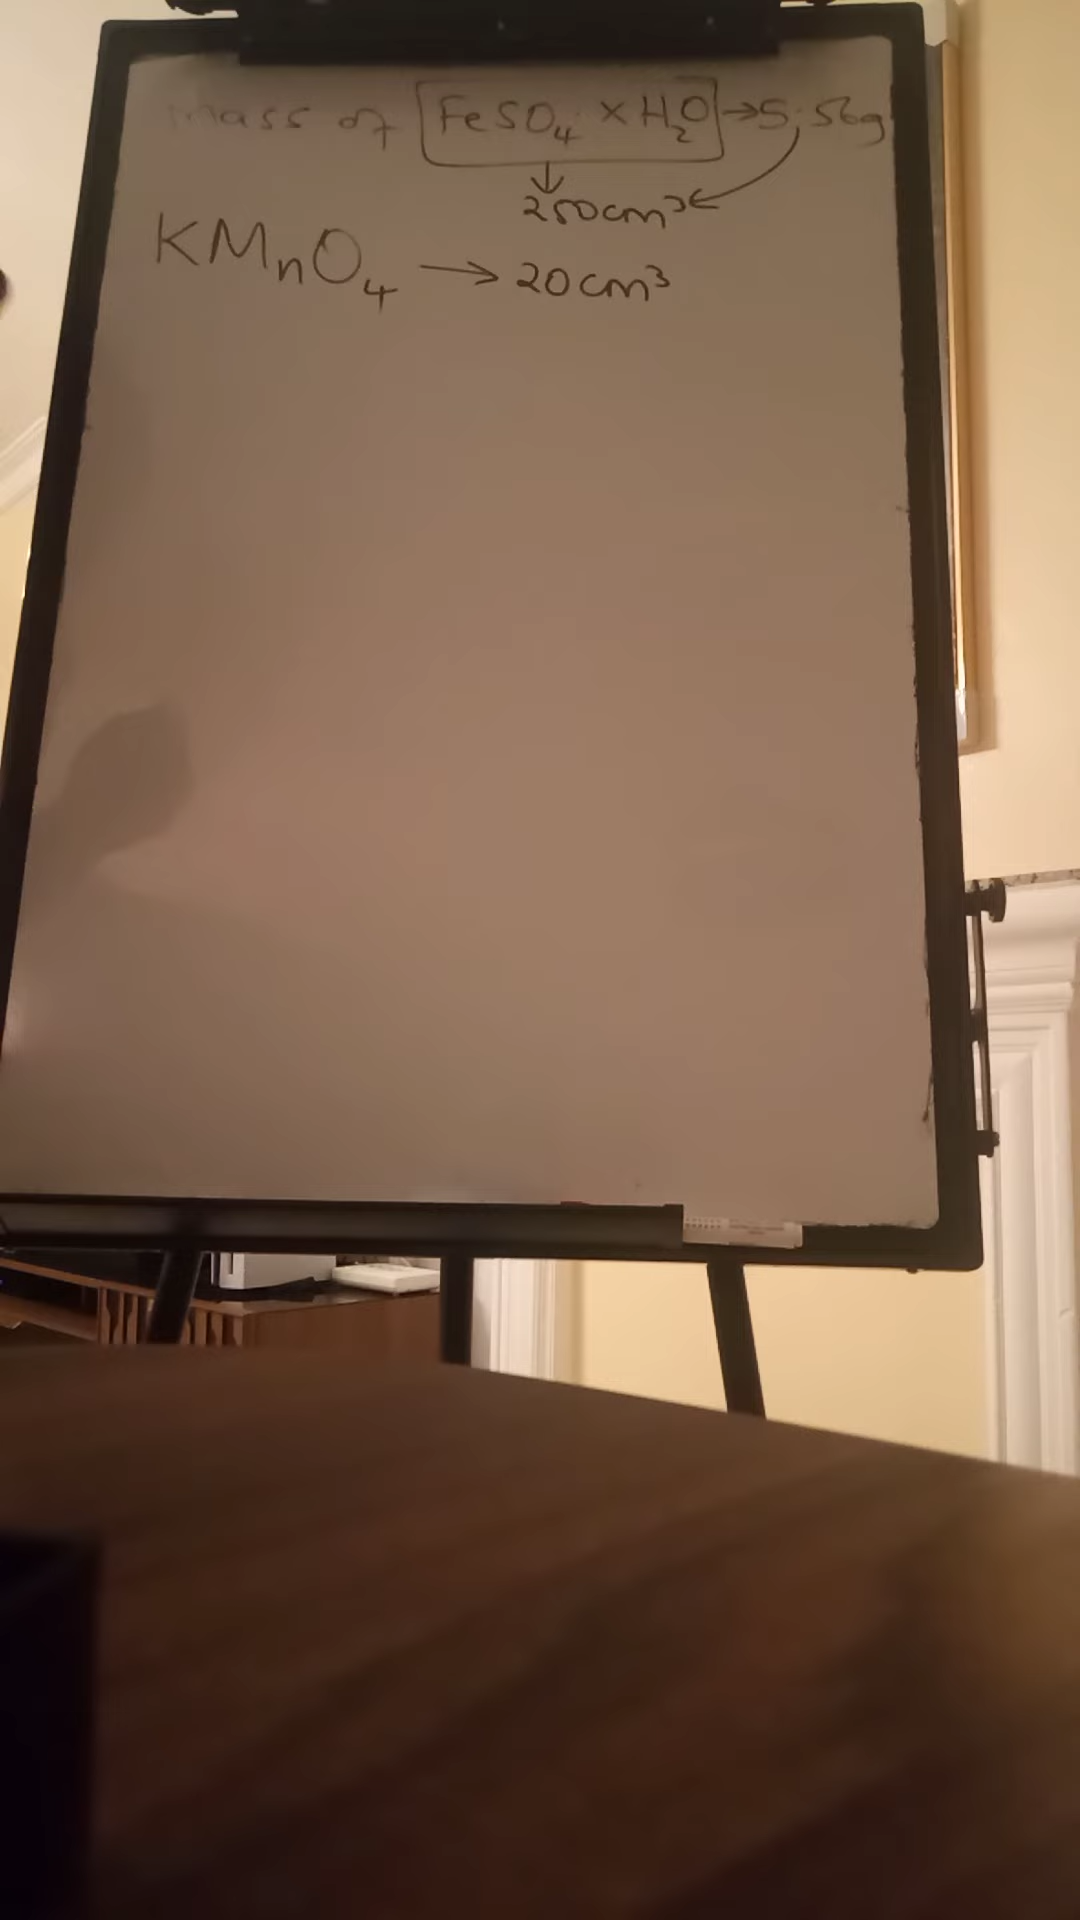 mass of FeSO₄.xH₂O → 5.56g
↓
250cm³
KMnO₄ → 20cm³